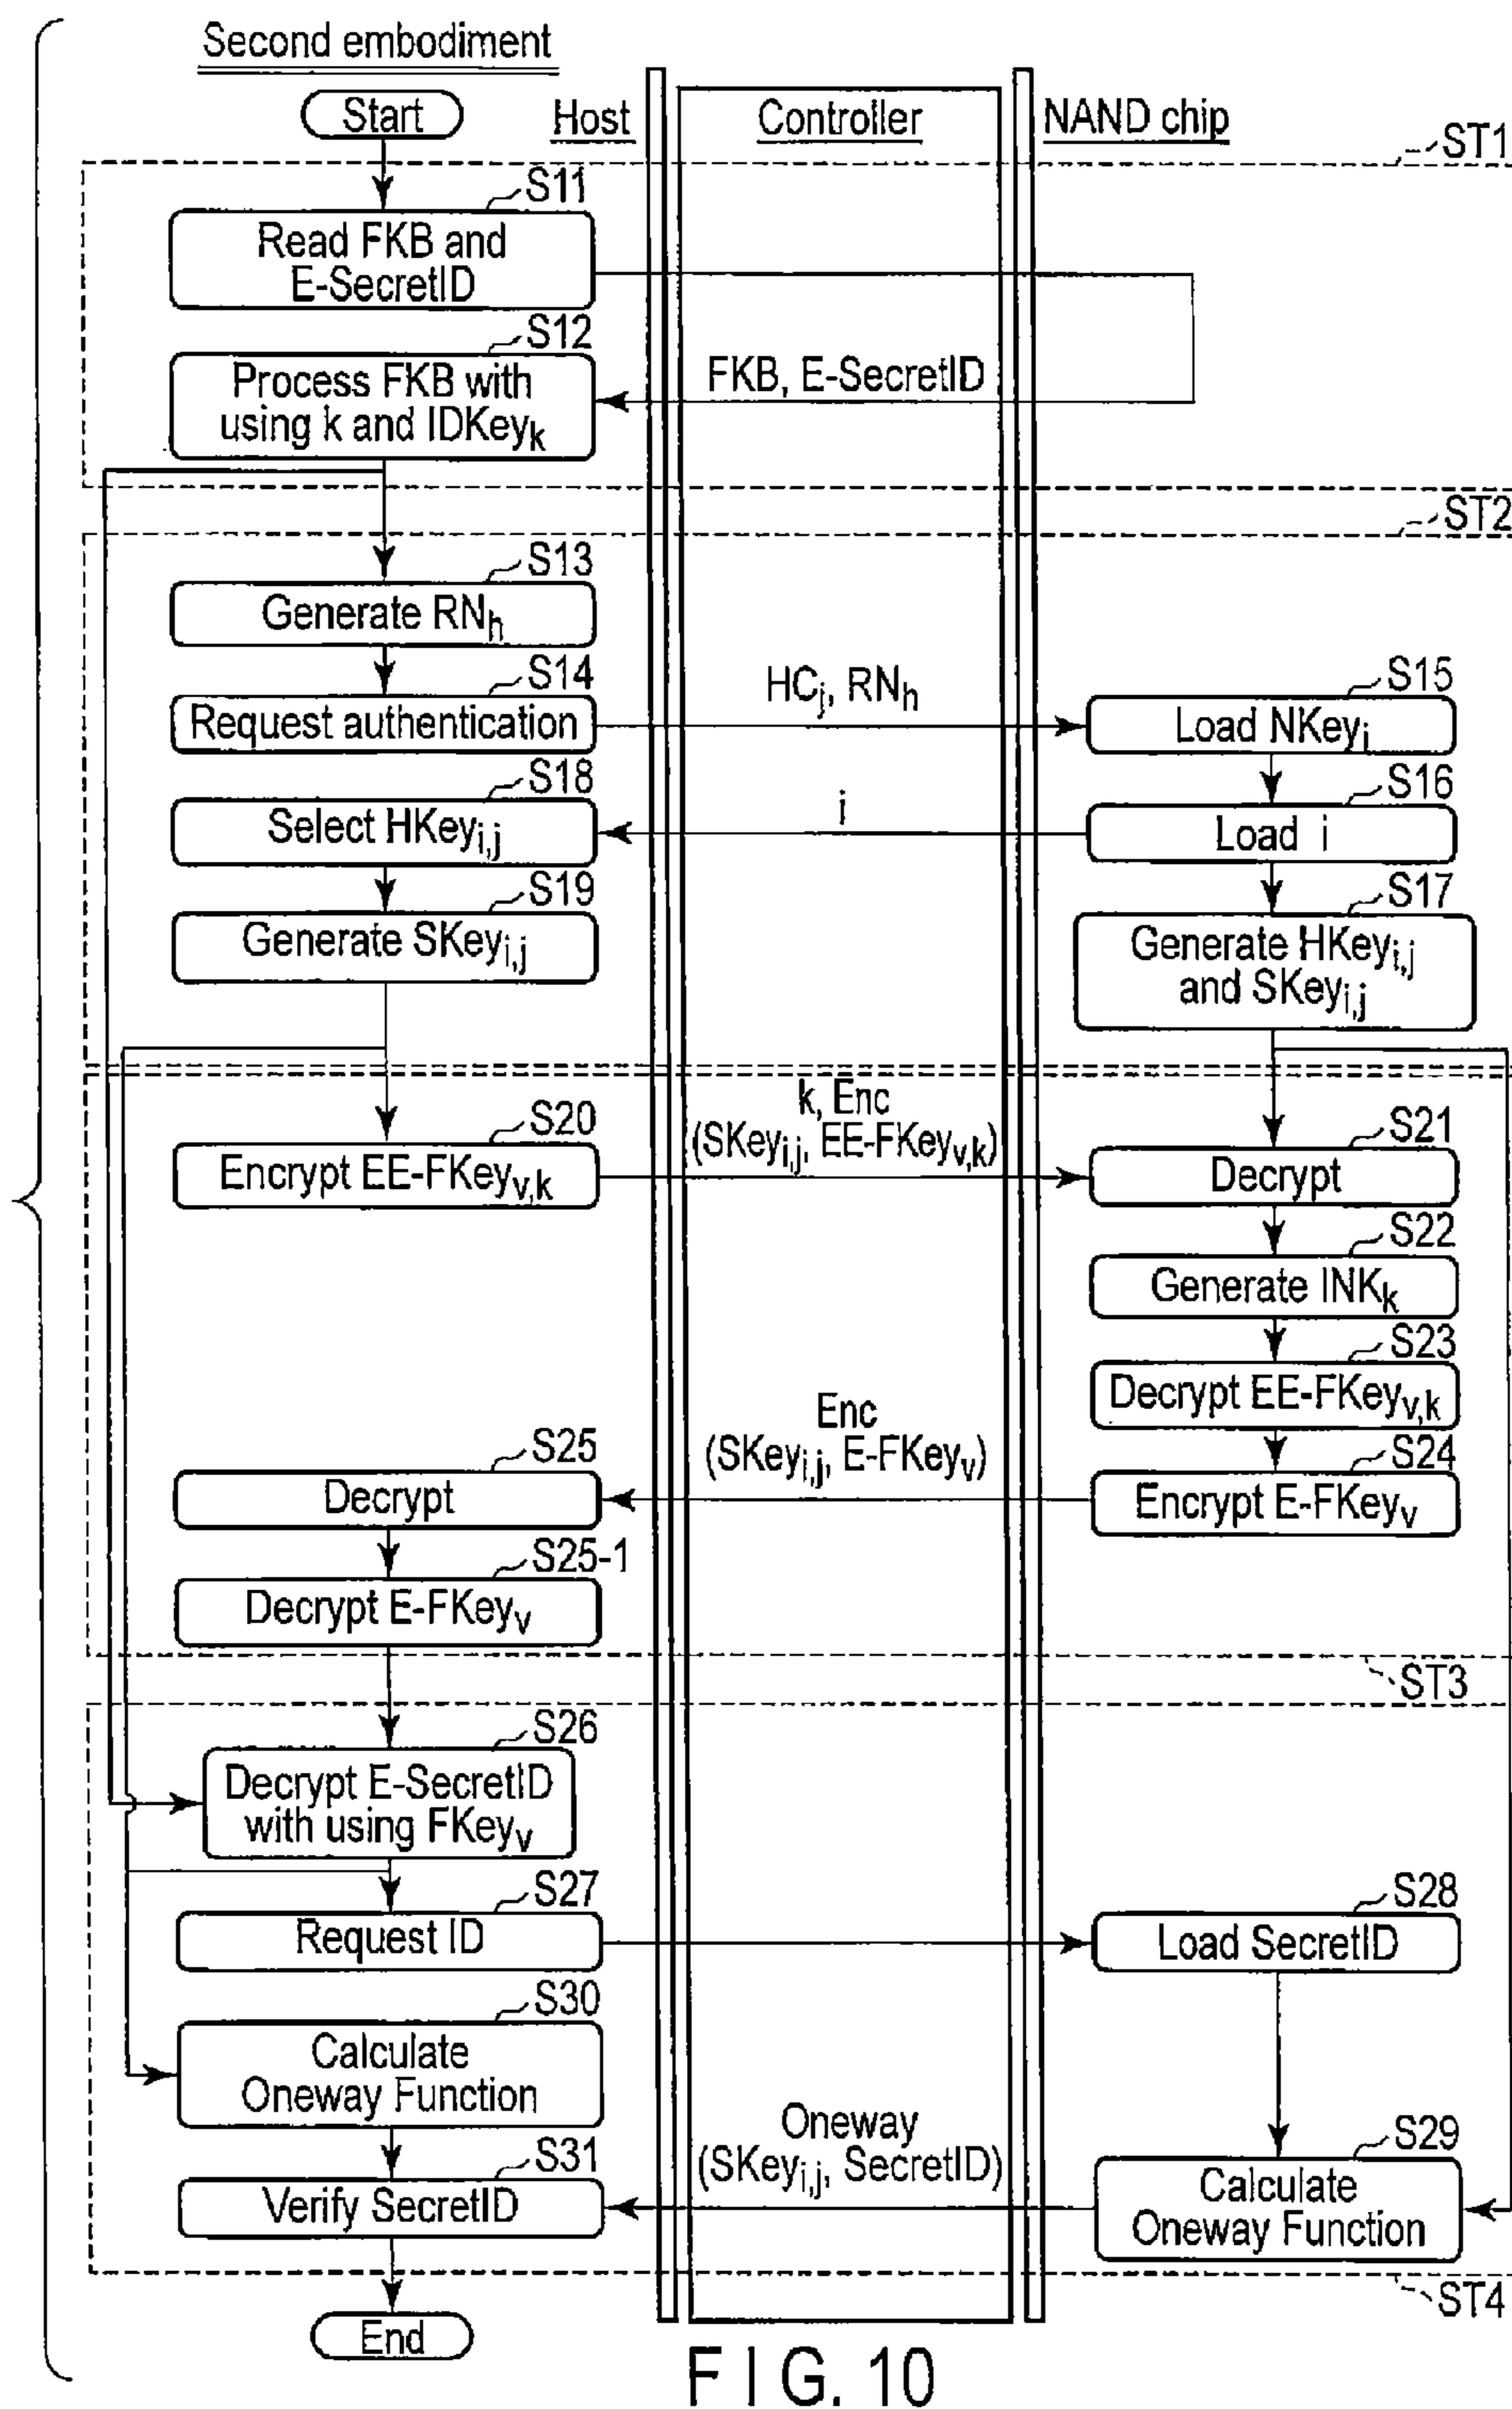 Second embodiment
Start
Host
Controller
NAND chip
ST1
S11
Read FKB and
E-SecretID
S12
Process FKB with
using k and IDKeyk
FKB, E-SecretID
ST2
S13
Generate RNh
S14
Request authentication
HCj, RNh
S15
Load NKeyi
S18
Select HKeyi,j
i
S16
Load i
S19
Generate SKeyi,j
S17
Generate HKeyi,j
and SKeyi,j
S20
Encrypt EE-FKeyv,k
k, Enc
(SKeyi,j, EE-FKeyv,k)
S21
Decrypt
S22
Generate INKk
S23
Decrypt EE-FKeyv,k
S24
Encrypt E-FKeyv
Enc
(SKeyi,j, E-FKeyv)
S25
Decrypt
S25-1
Decrypt E-FKeyv
ST3
S26
Decrypt E-SecretID
with using FKeyv
S27
Request ID
S28
Load SecretID
S30
Calculate
Oneway Function
S31
Verify SecretID
Oneway
(SKeyi,j, SecretID)
S29
Calculate
Oneway Function
ST4
End
FIG. 10